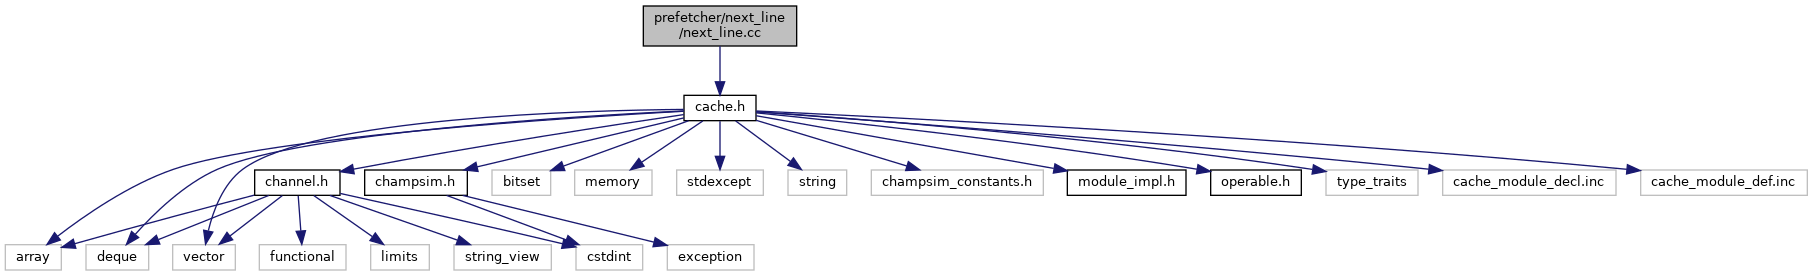 prefetcher/next_line
/next_line.cc
cache.h
channel.h
champsim.h
bitset
memory
stdexcept
string
champsim_constants.h
module_impl.h
operable.h
type_traits
cache_module_decl.inc
cache_module_def.inc
array
deque
vector
functional
limits
string_view
cstdint
exception